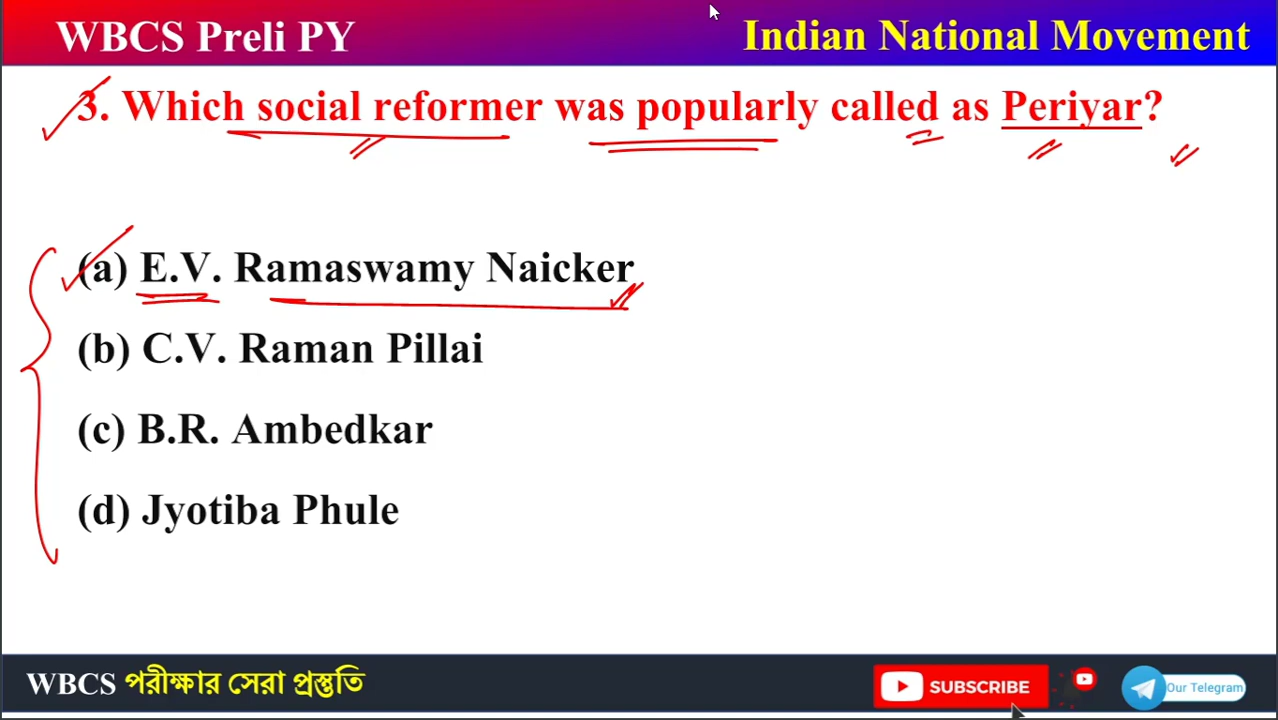 WBCS Preli PY
Indian National Movement
3. Which social reformer was popularly called as Periyar?
(a) E.V. Ramaswamy Naicker
(b) C.V. Raman Pillai
(c) B.R. Ambedkar
(d) Jyotiba Phule
WBCS পরীক্ষার সেরা প্রস্তুতি
SUBSCRIBE
Our Telegram